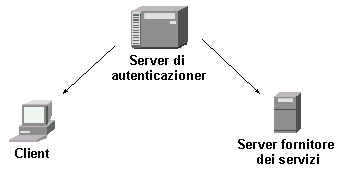 Server di
autenticazioner
Client
Server fornitore
dei servizi